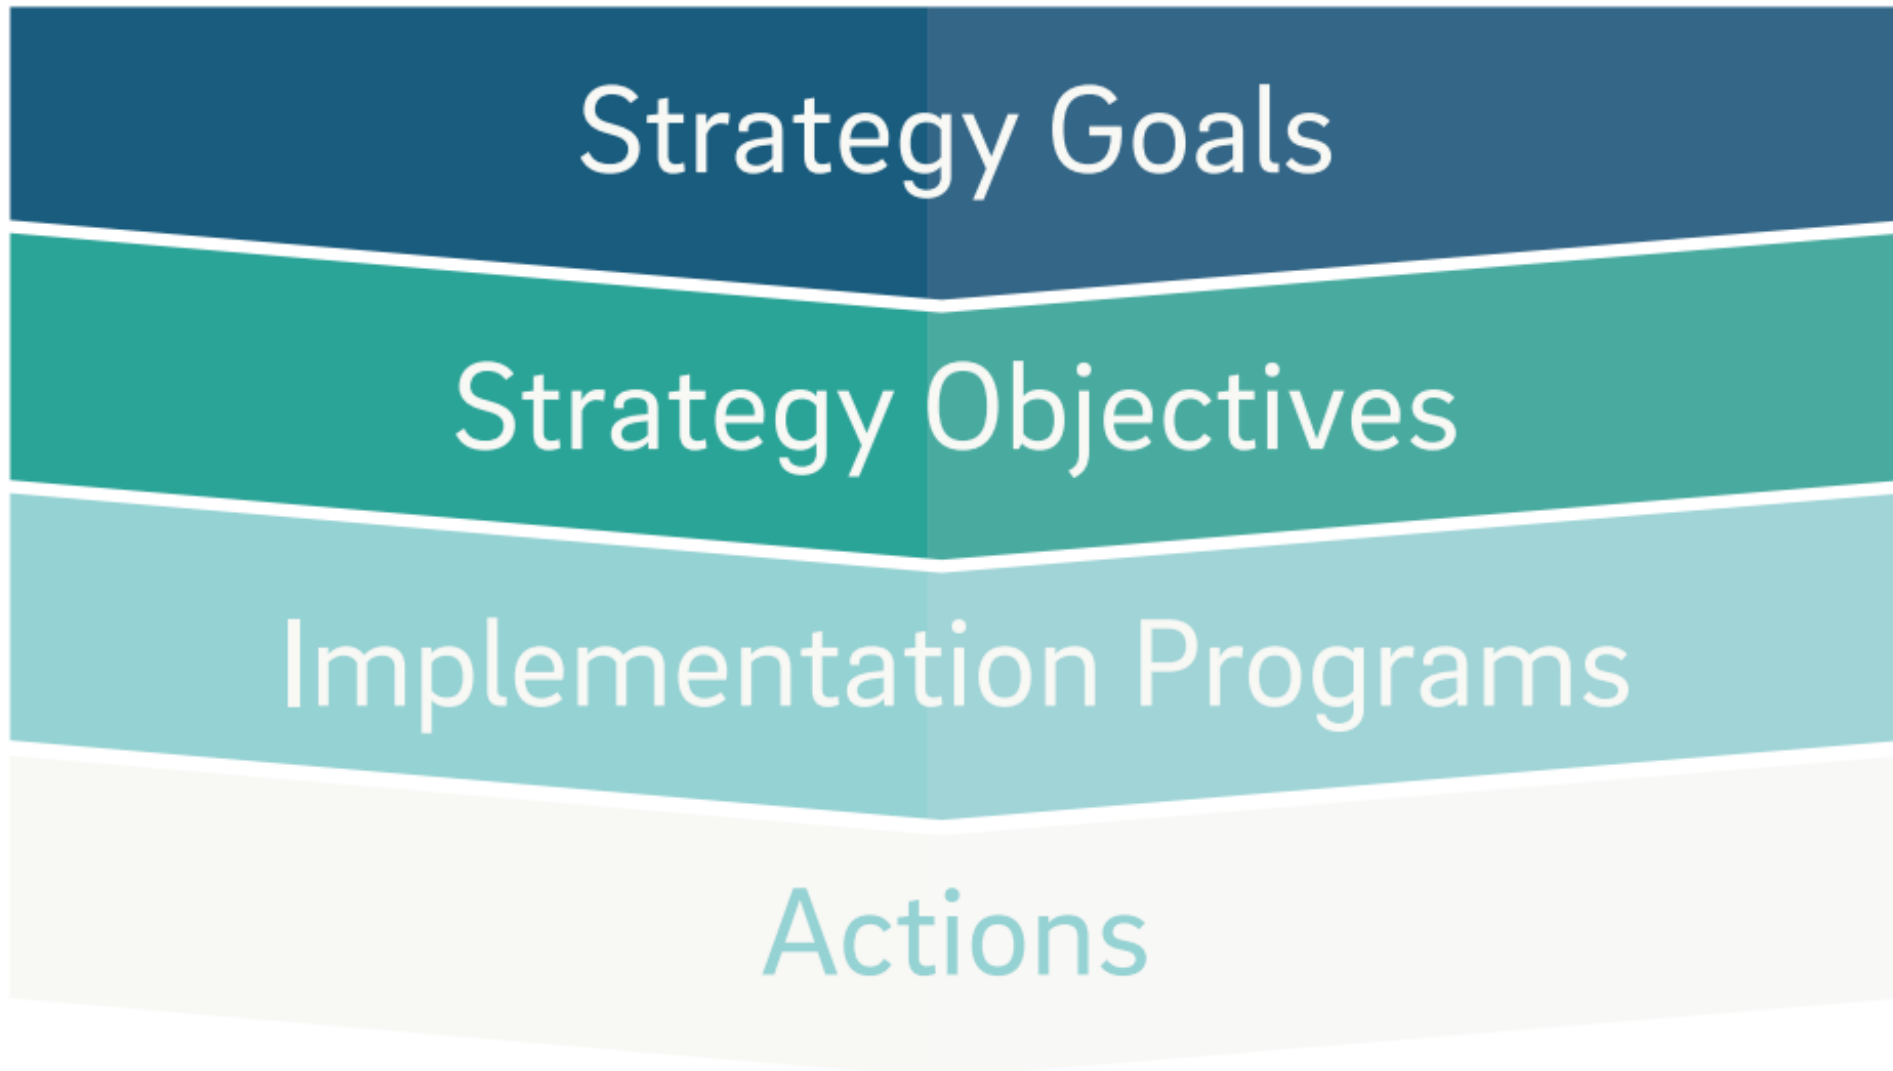 Strategy Goals
Strategy Objectives
Implementation Programs
Actions